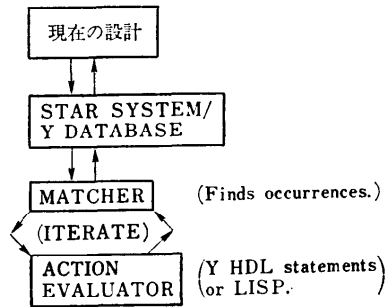 現在の設計
STAR SYSTEM/
Y DATABASE
MATCHER
(Finds occurrences.)
(ITERATE)
ACTION
EVALUATOR
(Y HDL statements
or LISP.)